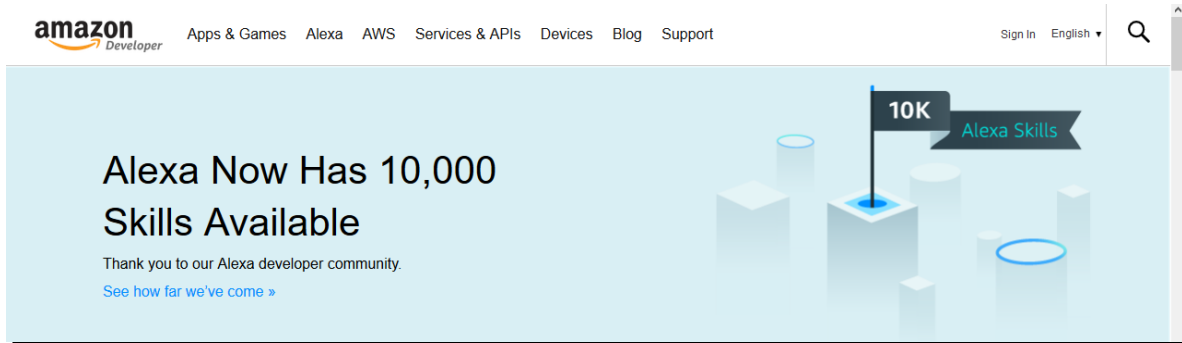 amazon
Developer
Apps & Games Alexa AWS Services & APIs Devices Blog Support
Sign In English
10K
Alexa Skills
Alexa Now Has 10,000
Skills Available
Thank you to our Alexa developer community.
See how far we've come »